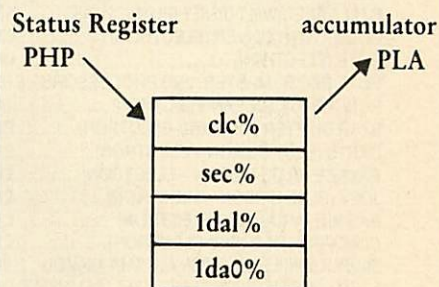 Status Register
accumulator
PHP
PLA
clc%
sec%
1dal%
1da0%